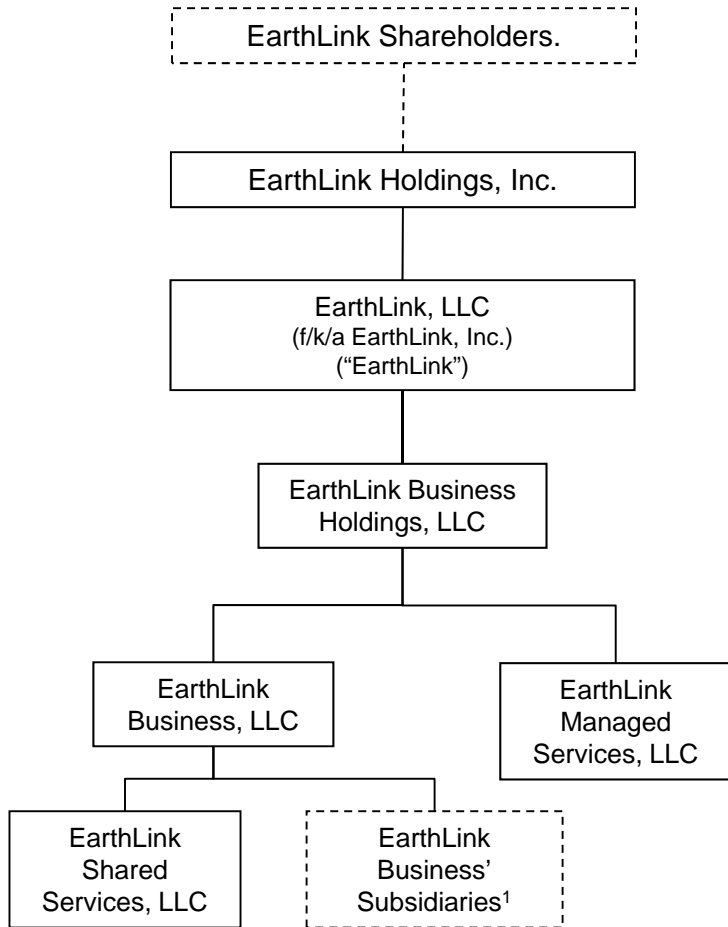 EarthLink Shareholders.
EarthLink Holdings, Inc.
EarthLink, LLC
(f/k/a EarthLink, Inc.)
(“EarthLink”)
EarthLink Business
Holdings, LLC
EarthLink
Business, LLC
EarthLink
Managed
Services, LLC
EarthLink
Shared
Services, LLC
EarthLink
Business’
Subsidiaries¹